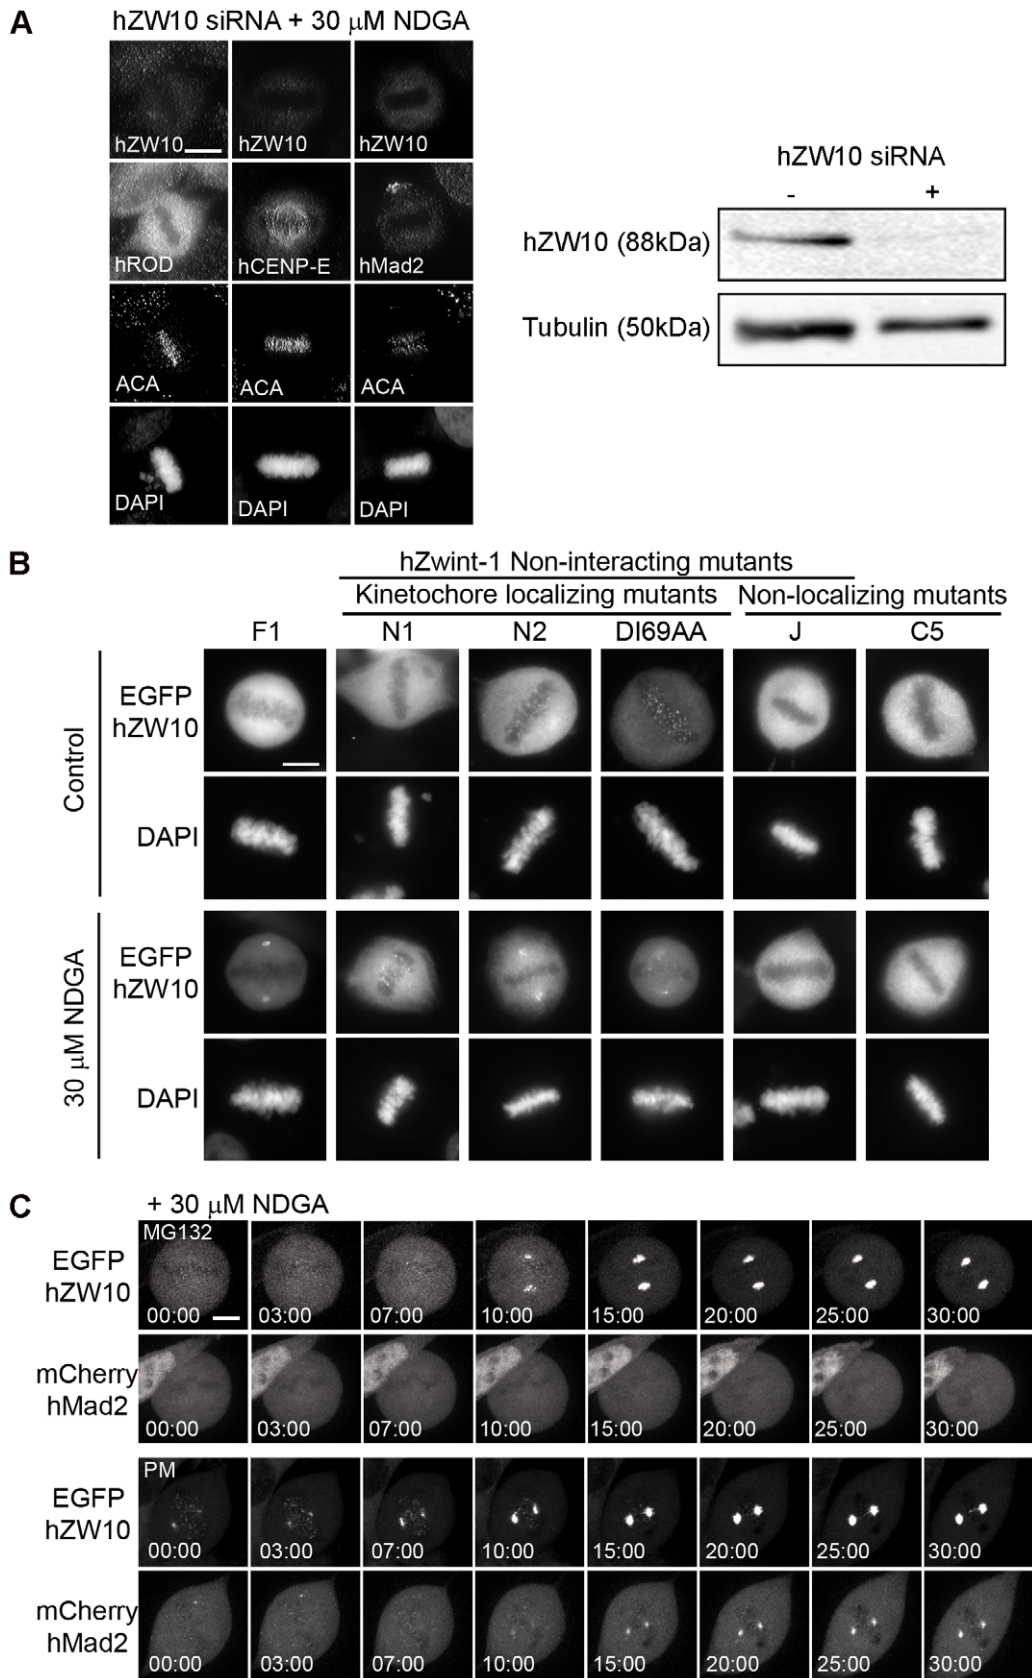 A
hZW10 siRNA + 30 μM NDGA
hZW10 hZW10 hZW10
hROD hCENP-E hMad2
ACA ACA ACA
DAPI DAPI DAPI
hZW10 siRNA
- +
hZW10 (88kDa)
Tubulin (50kDa)
B
hZwint-1 Non-interacting mutants
Kinetochore localizing mutants Non-localizing mutants
F1 N1 N2 DI69AA J C5
Control
EGFP
hZW10
DAPI
30 μM NDGA
EGFP
hZW10
DAPI
C
+ 30 μM NDGA
MG132
EGFP
hZW10
00:00 03:00 07:00 10:00 15:00 20:00 25:00 30:00
mCherry
hMad2
00:00 03:00 07:00 10:00 15:00 20:00 25:00 30:00
PM
EGFP
hZW10
00:00 03:00 07:00 10:00 15:00 20:00 25:00 30:00
mCherry
hMad2
00:00 03:00 07:00 10:00 15:00 20:00 25:00 30:00